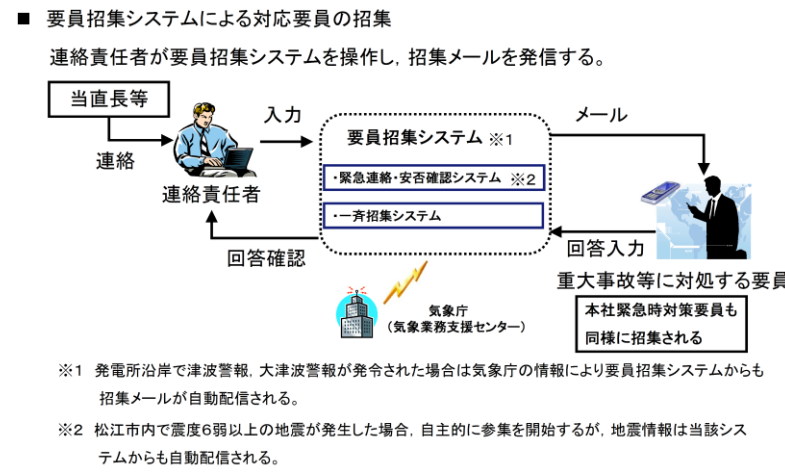 ■ 要員招集システムによる対応要員の招集
連絡責任者が要員招集システムを操作し，招集メールを発信する。
当直長等
連絡
連絡責任者
入力
要員招集システム ※1
・緊急連絡・安否確認システム ※2
・一斉招集システム
メール
回答入力
回答確認
重大事故等に対処する要員
本社緊急時対策要員も
同様に招集される
気象庁
（気象業務支援センター）
※１ 発電所沿岸で津波警報，大津波警報が発令された場合は気象庁の情報により要員招集システムからも
招集メールが自動配信される。
※２ 松江市内で震度６弱以上の地震が発生した場合，自主的に参集を開始するが，地震情報は当該シス
テムからも自動配信される。